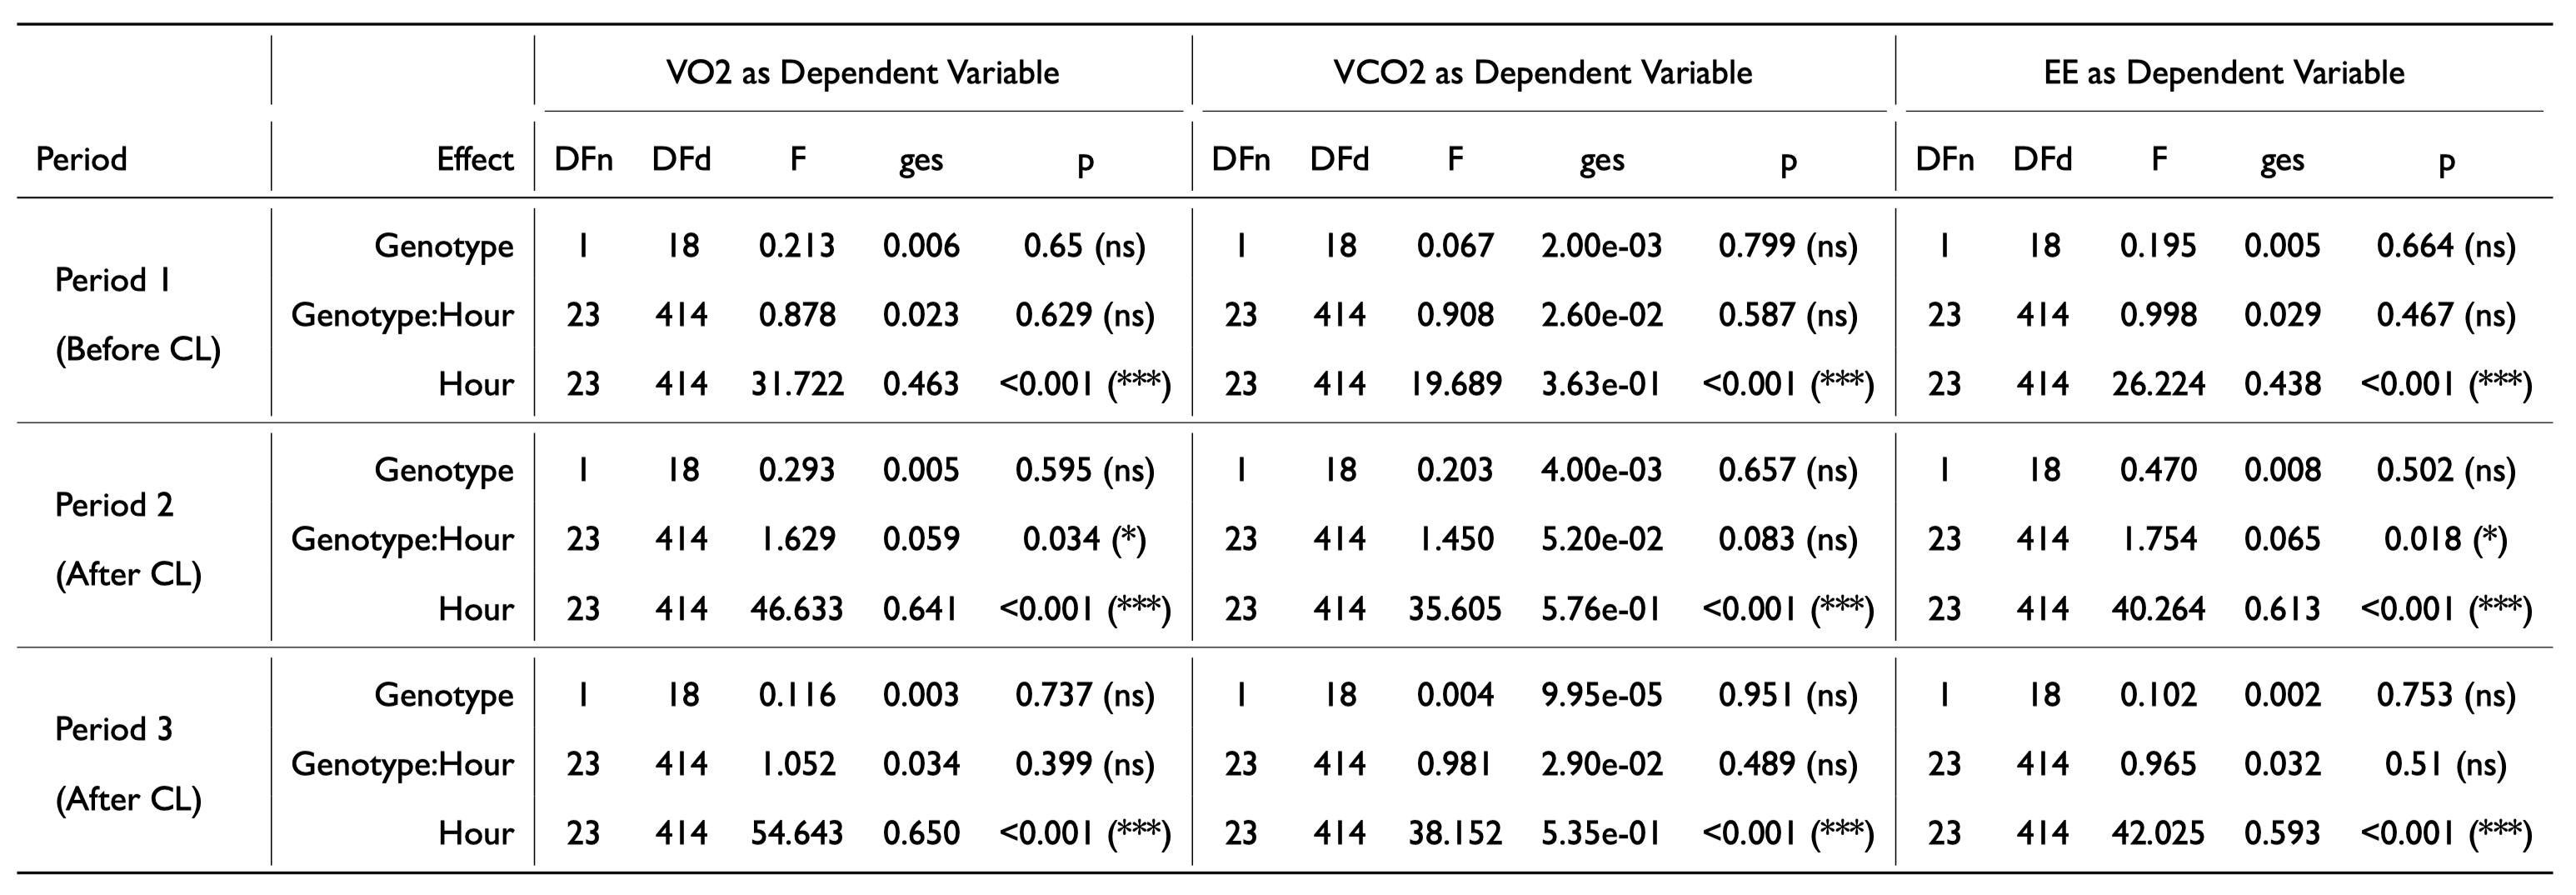 VO2 as Dependent Variable VCO2 as Dependent Variable EE as Dependent Variable
Period Effect DFn DFd F ges p DFn DFd F ges p DFn DFd F ges p
Period 1 (Before CL)
Genotype 1 18 0.213 0.006 0.65 (ns) 1 18 0.067 2.00e-03 0.799 (ns) 1 18 0.195 0.005 0.664 (ns)
Genotype:Hour 23 414 0.878 0.023 0.629 (ns) 23 414 0.908 2.60e-02 0.587 (ns) 23 414 0.998 0.029 0.467 (ns)
Hour 23 414 31.722 0.463 <0.001 (***) 23 414 19.689 3.63e-01 <0.001 (***) 23 414 26.224 0.438 <0.001 (***)
Period 2 (After CL)
Genotype 1 18 0.293 0.005 0.595 (ns) 1 18 0.203 4.00e-03 0.657 (ns) 1 18 0.470 0.008 0.502 (ns)
Genotype:Hour 23 414 1.629 0.059 0.034 (*) 23 414 1.450 5.20e-02 0.083 (ns) 23 414 1.754 0.065 0.018 (*)
Hour 23 414 46.633 0.641 <0.001 (***) 23 414 35.605 5.76e-01 <0.001 (***) 23 414 40.264 0.613 <0.001 (***)
Period 3 (After CL)
Genotype 1 18 0.116 0.003 0.737 (ns) 1 18 0.004 9.95e-05 0.951 (ns) 1 18 0.102 0.002 0.753 (ns)
Genotype:Hour 23 414 1.052 0.034 0.399 (ns) 23 414 0.981 2.90e-02 0.489 (ns) 23 414 0.965 0.032 0.51 (ns)
Hour 23 414 54.643 0.650 <0.001 (***) 23 414 38.152 5.35e-01 <0.001 (***) 23 414 42.025 0.593 <0.001 (***)